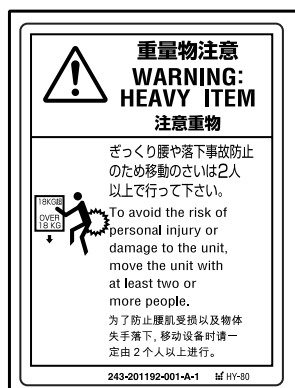 重量物注意
WARNING:
HEAVY ITEM
注意重物
ぎっくり腰や落下事故防止
のため移動のさいは2人
以上で行って下さい。
18KG超
OVER
18 KG
To avoid the risk of
personal injury or
damage to the unit,
move the unit with
at least two or
more people.
为了防止腰肌受损以及物体
失手落下, 移动设备时请一
定由2个人以上进行。
243-201192-001-A-1 HY-80